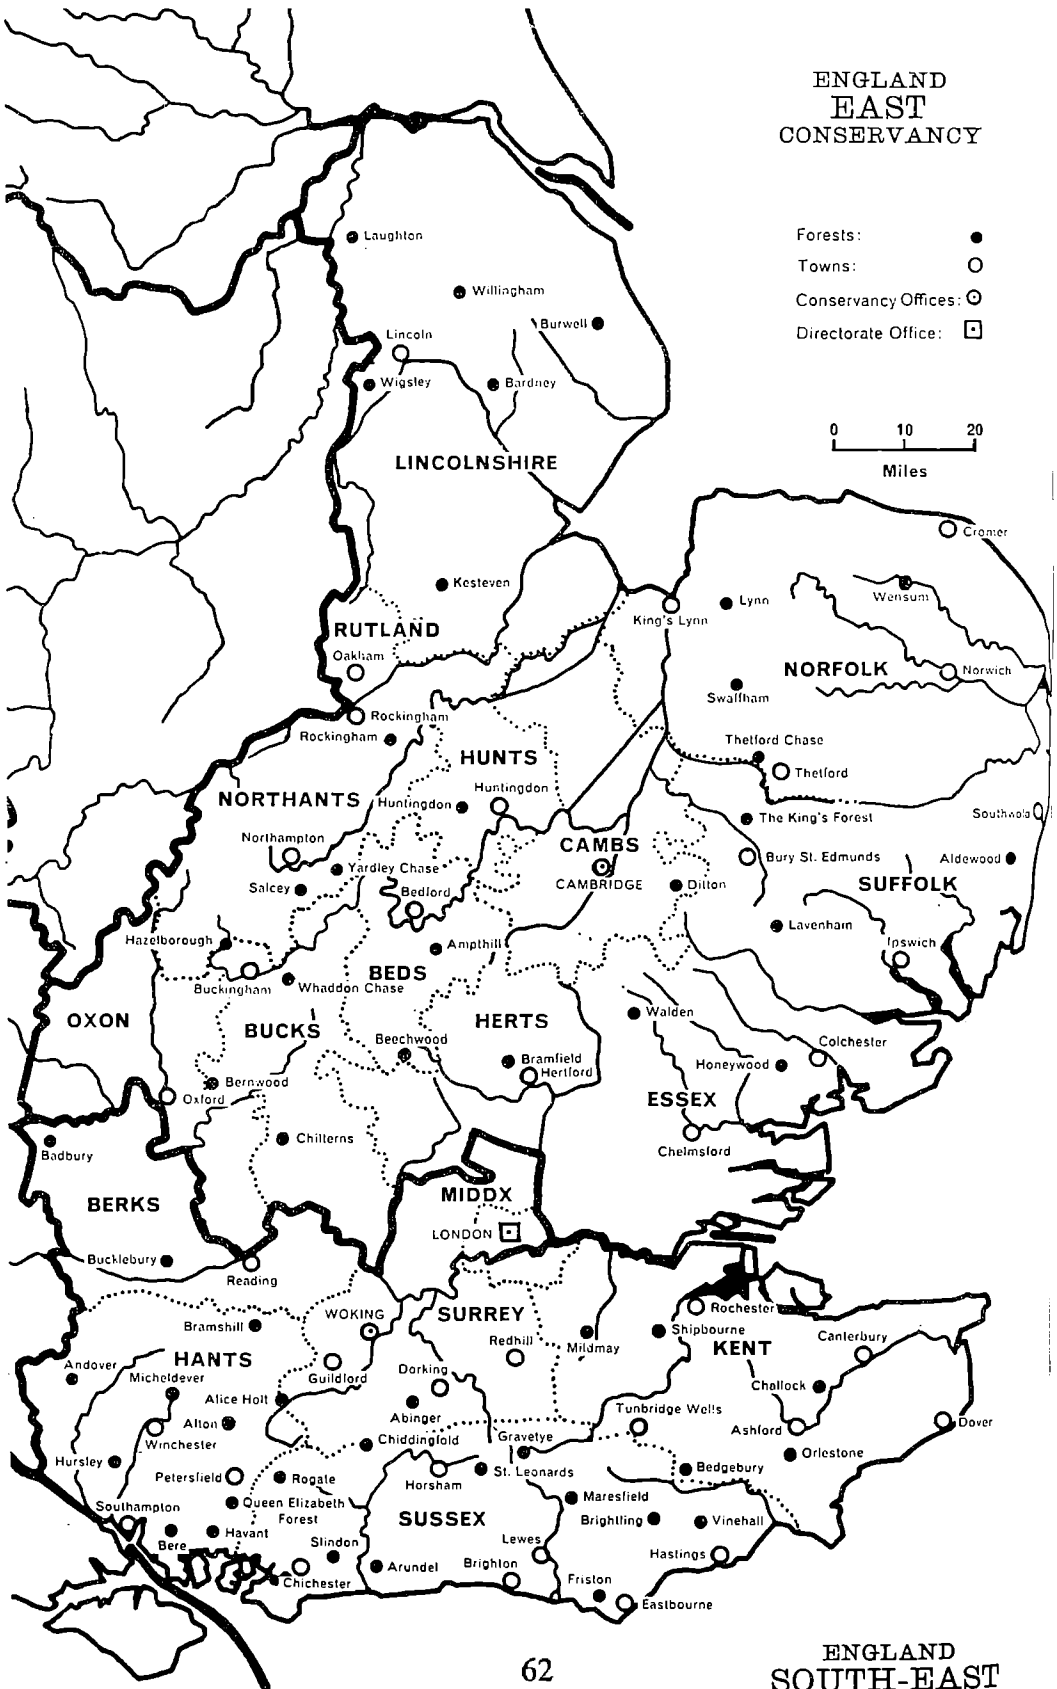 ENGLAND
EAST
CONSERVANCY
Forests:
Towns:
Conservancy Offices:
Directorate Office:
0 10 20
Miles
Laughton
Willingham
Burwell
Lincoln
Wigsley
Bardney
LINCOLNSHIRE
Cromer
Kesteven
Wensum
Lynn
King's Lynn
RUTLAND
Oakham
NORFOLK
Norwich
Swaffham
Rockingham
Rockingham
Thetford Chase
HUNTS
Thetford
NORTHANTS
Huntingdon
Huntingdon
Southwold
The King's Forest
Northampton
CAMBS
Bury St. Edmunds
Aldewood
Yardley Chase
CAMBRIDGE
Ditton
SUFFOLK
Salcey
Bedford
Lavenham
Hazelborough
Ampthill
Ipswich
BEDS
Buckingham
Whaddon Chase
OXON
BUCKS
HERTS
Walden
Beechwood
Colchester
Bramfield
Honeywood
Hertford
Bernwood
Oxford
ESSEX
Chilterns
Badbury
Chelmsford
BERKS
MIDDX
LONDON
Bucklebury
Reading
WOKING
SURREY
Rochester
Bramshill
Shipbourne
Redhill
Mildmay
KENT
Canterbury
HANTS
Andover
Guildford
Dorking
Micheldever
Challock
Alice Holt
Abinger
Tunbridge Wells
Alton
Ashford
Dover
Winchester
Chiddingfold
Gravetye
Orlestone
Hursley
Petersfield
Rogate
Horsham
St. Leonards
Bedgebury
Queen Elizabeth
Forest
Maresfield
Southampton
SUSSEX
Brightling
Vinehall
Bere
Havant
Slindon
Lewes
Hastings
Arundel
Brighton
Chichester
Friston
Eastbourne
62
ENGLAND
SOUTH-EAST